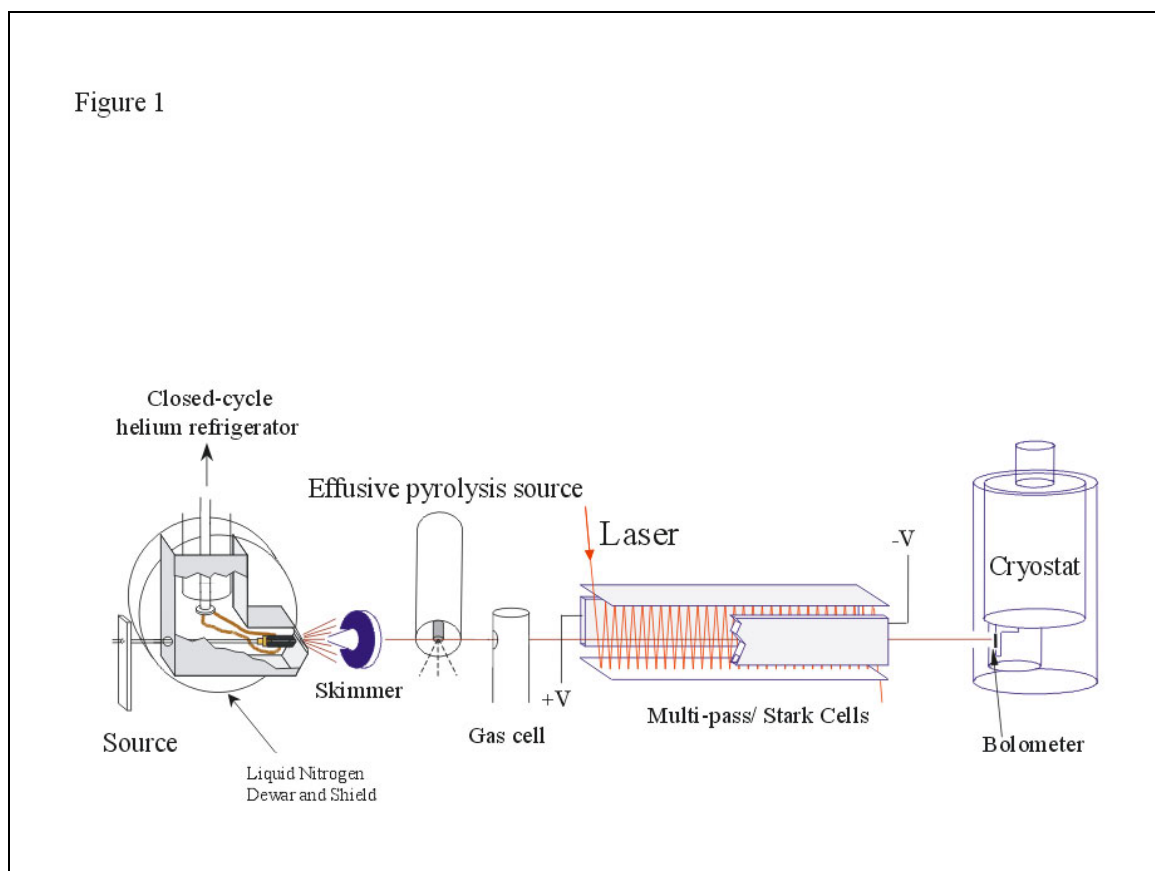 Figure 1
Closed-cycle
helium refrigerator
Effusive pyrolysis source
Laser
-V
Cryostat
Skimmer
+V
Gas cell
Multi-pass/ Stark Cells
Bolometer
Source
Liquid Nitrogen
Dewar and Shield